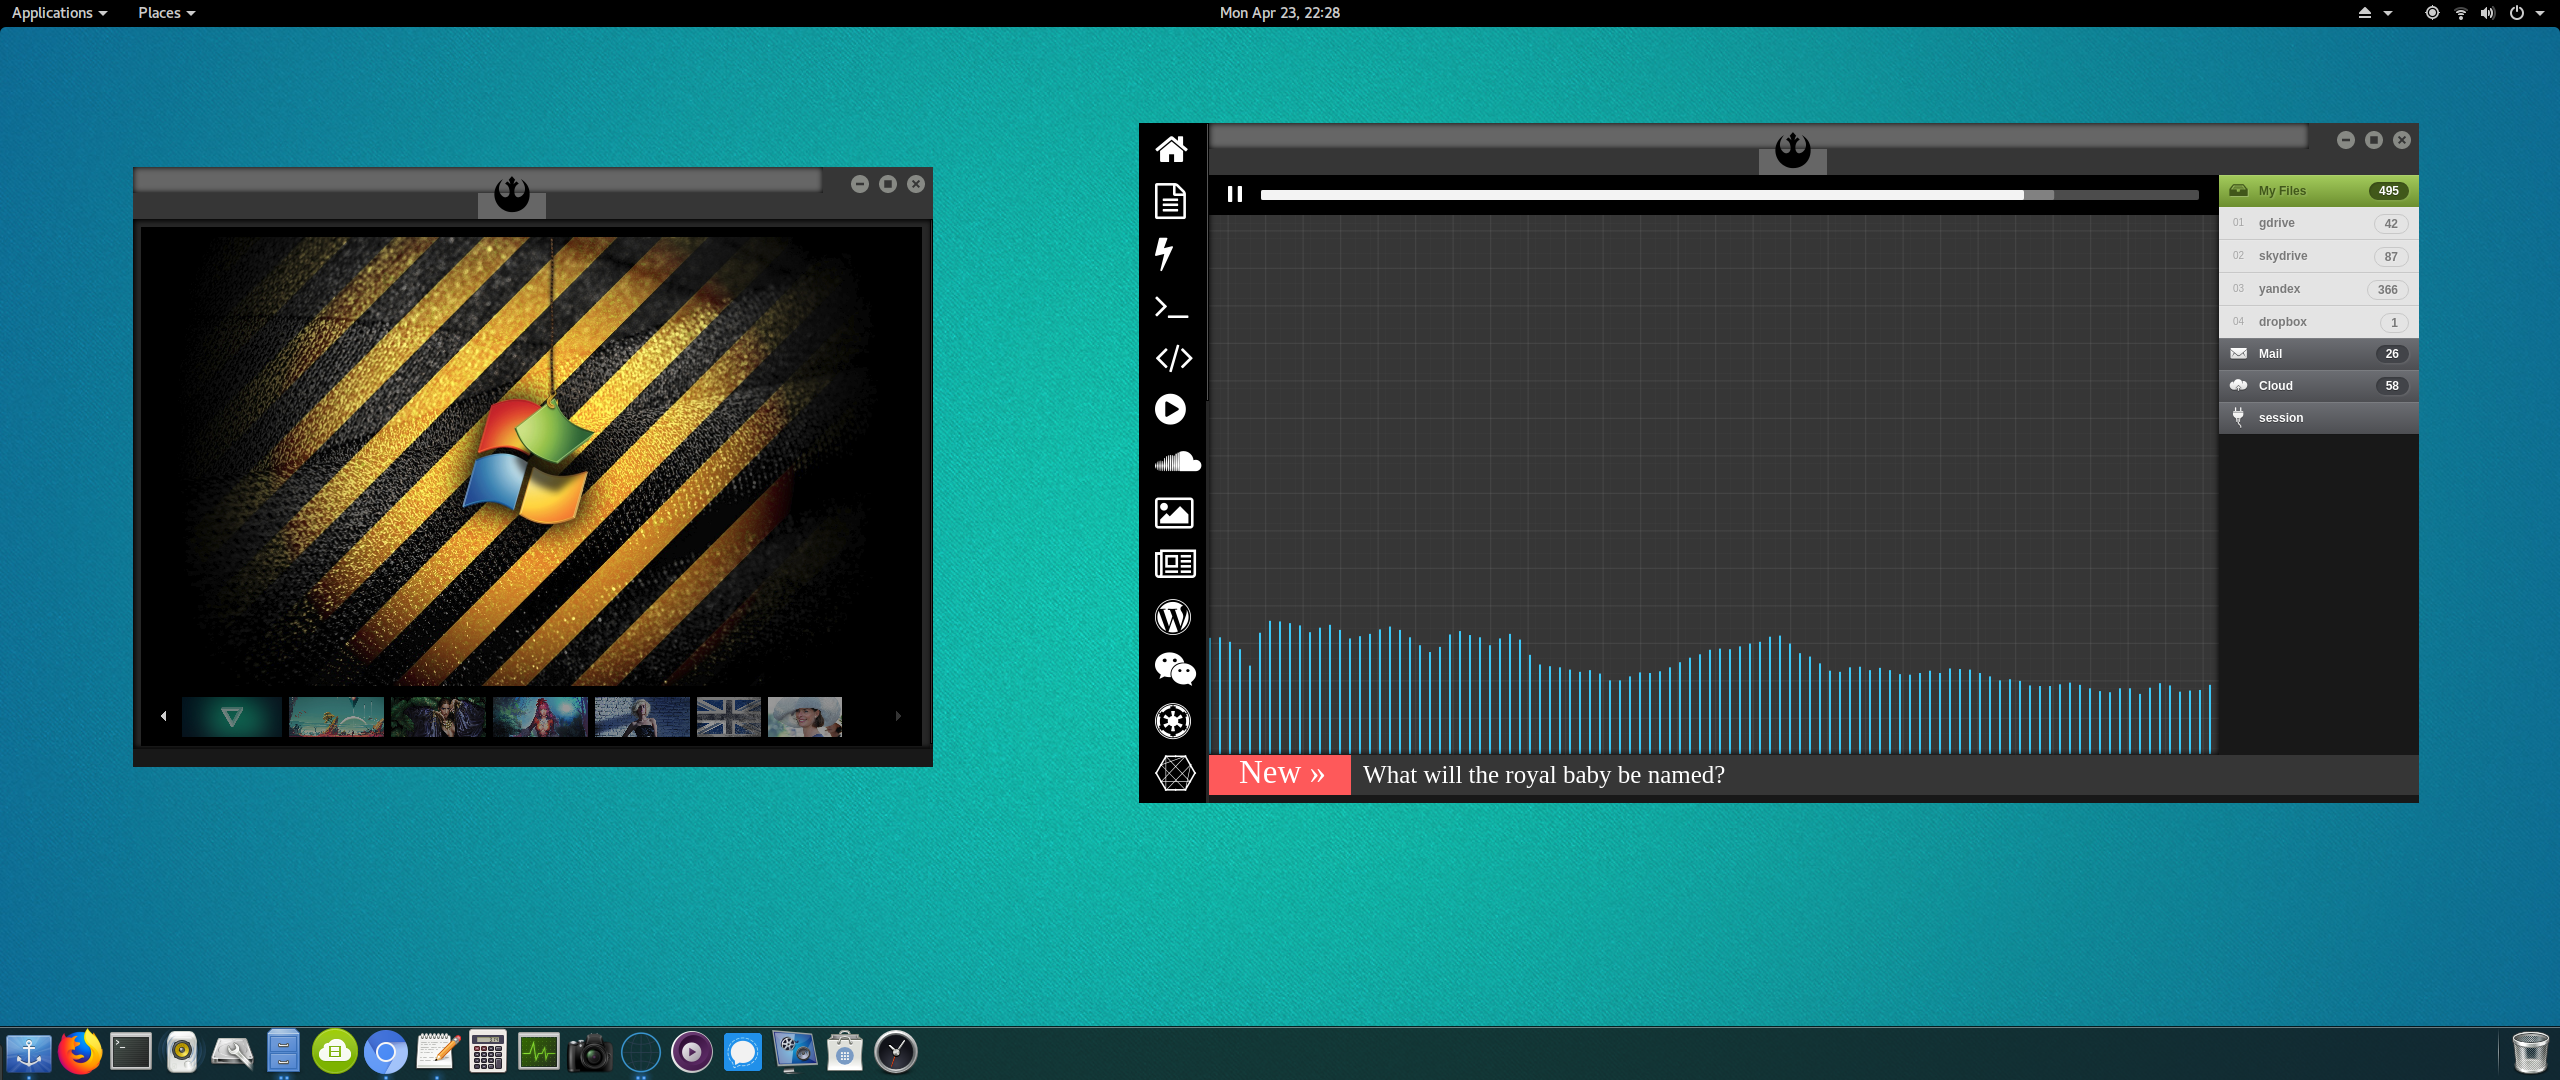 Applications Places Mon Apr 23, 22:28
My Files 495
01 gdrive 42
02 skydrive 87
03 yandex 366
04 dropbox 1
Mail 26
Cloud 58
session
New » What will the royal baby be named?